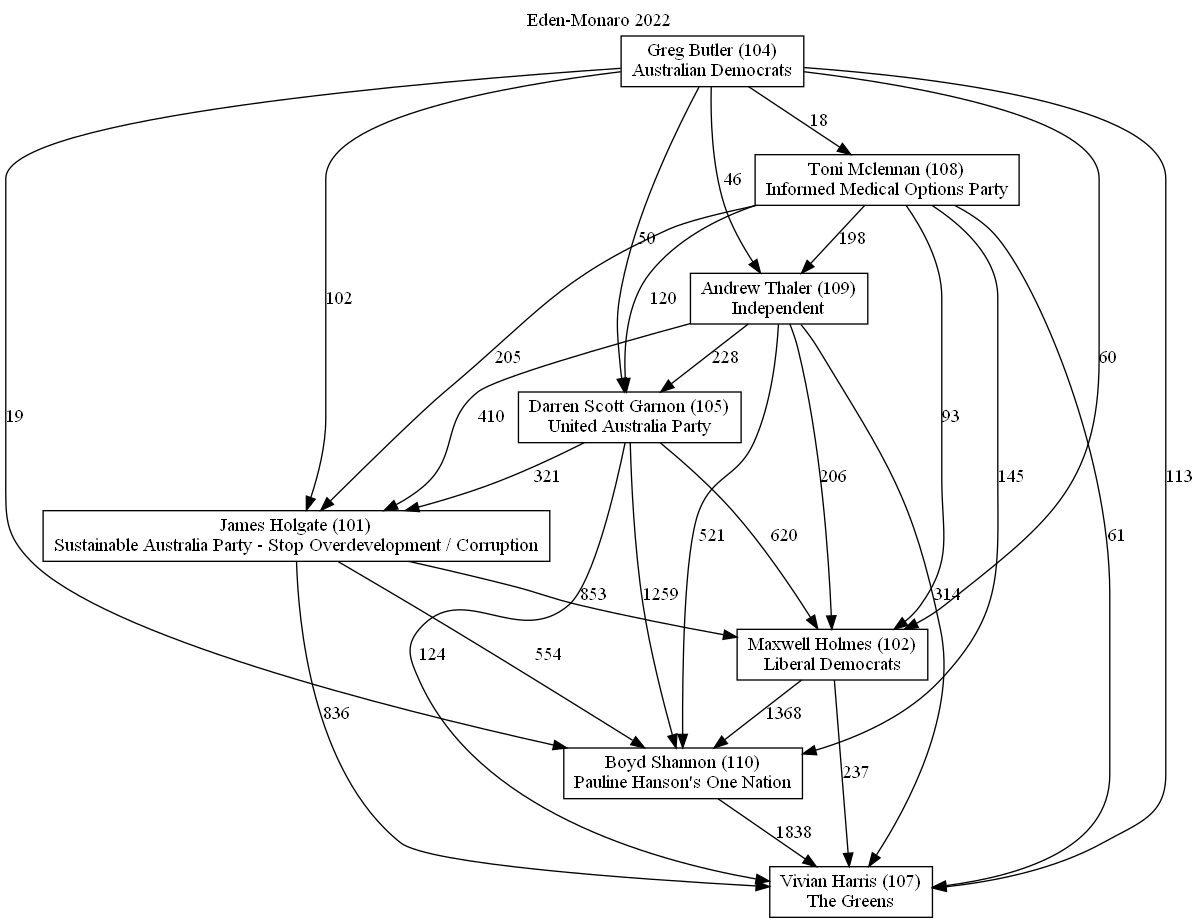 Eden-Monaro 2022
Greg Butler (104)
Australian Democrats
18
Toni Mclennan (108)
Informed Medical Options Party
46
50
198
Andrew Thaler (109)
Independent
102
120
205
228
60
Darren Scott Garnon (105)
United Australia Party
19
410
93
321
206
145
113
James Holgate (101)
Sustainable Australia Party - Stop Overdevelopment / Corruption
521
620
61
853
1259
314
Maxwell Holmes (102)
Liberal Democrats
124
554
836
1368
Boyd Shannon (110)
Pauline Hanson's One Nation
237
1838
Vivian Harris (107)
The Greens